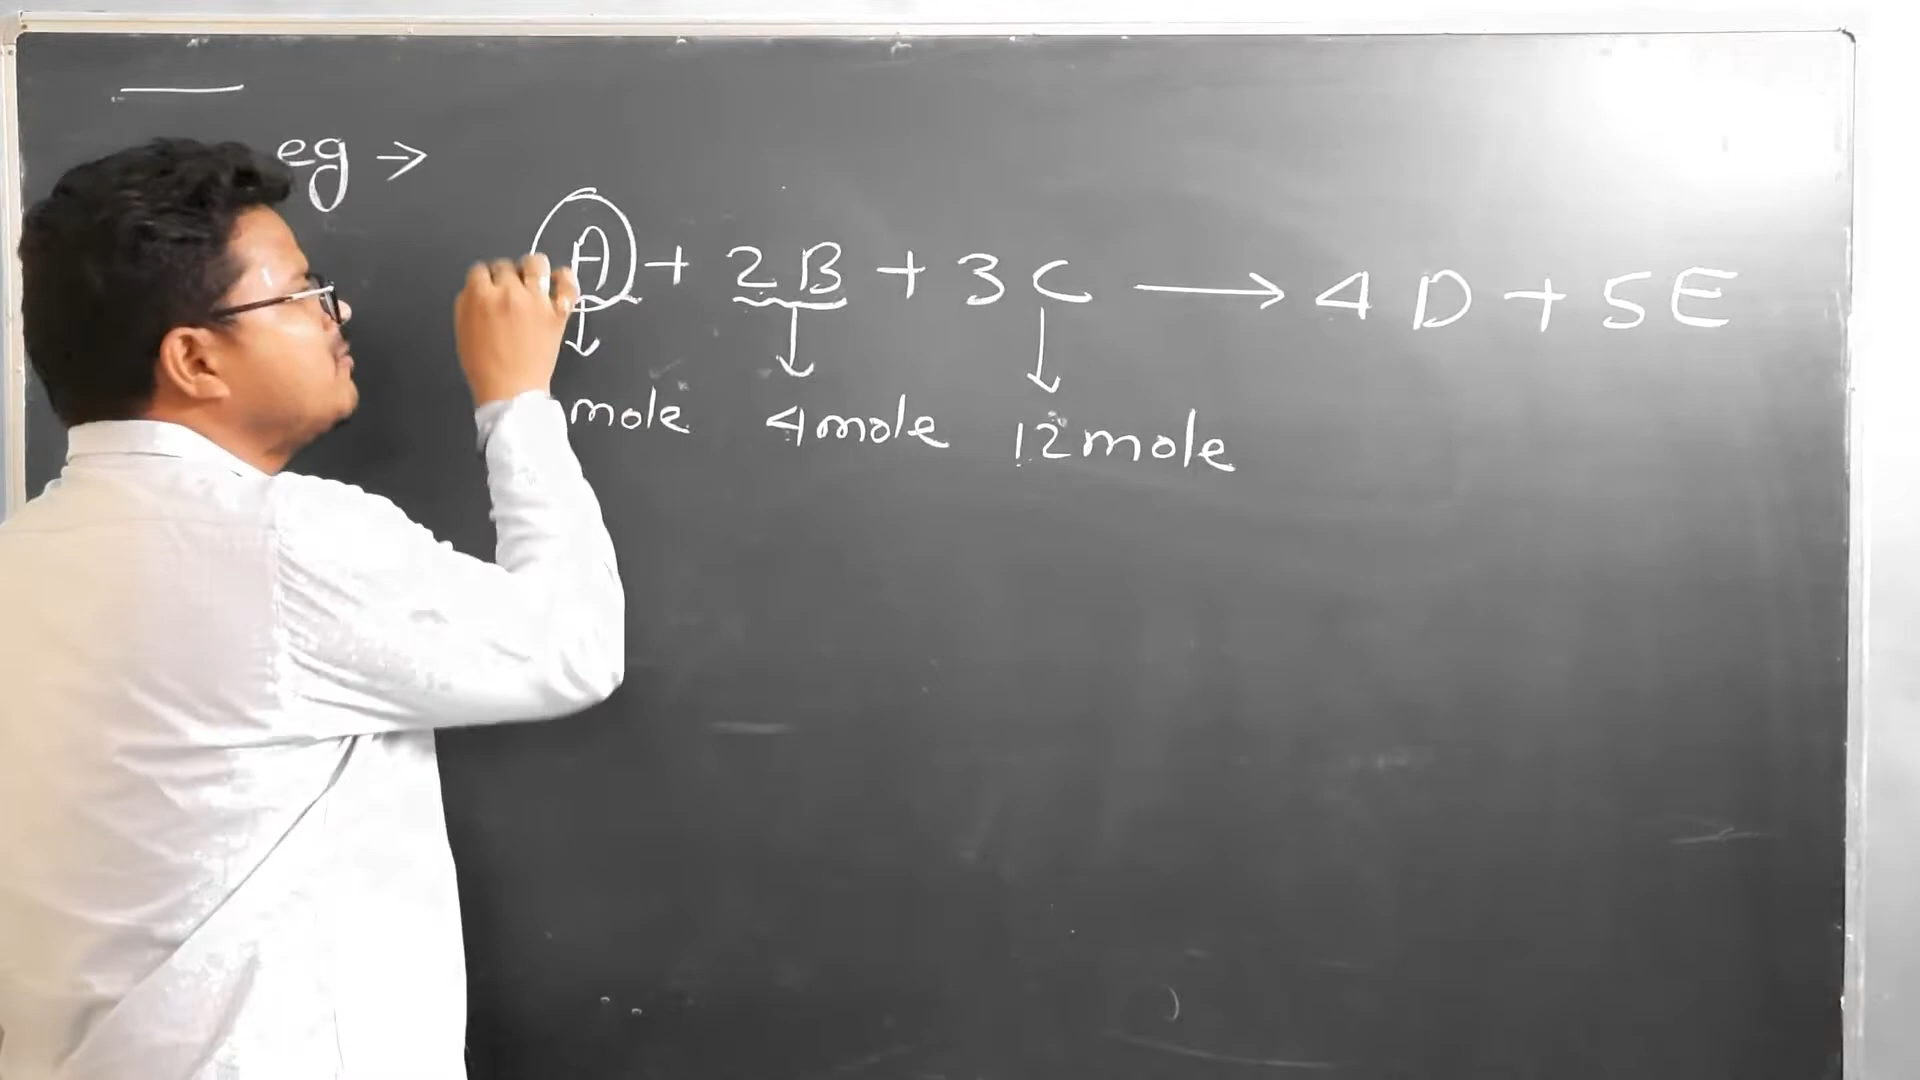 eg →
A + 2B + 3C → 4D + 5E
mole 4mole 12mole